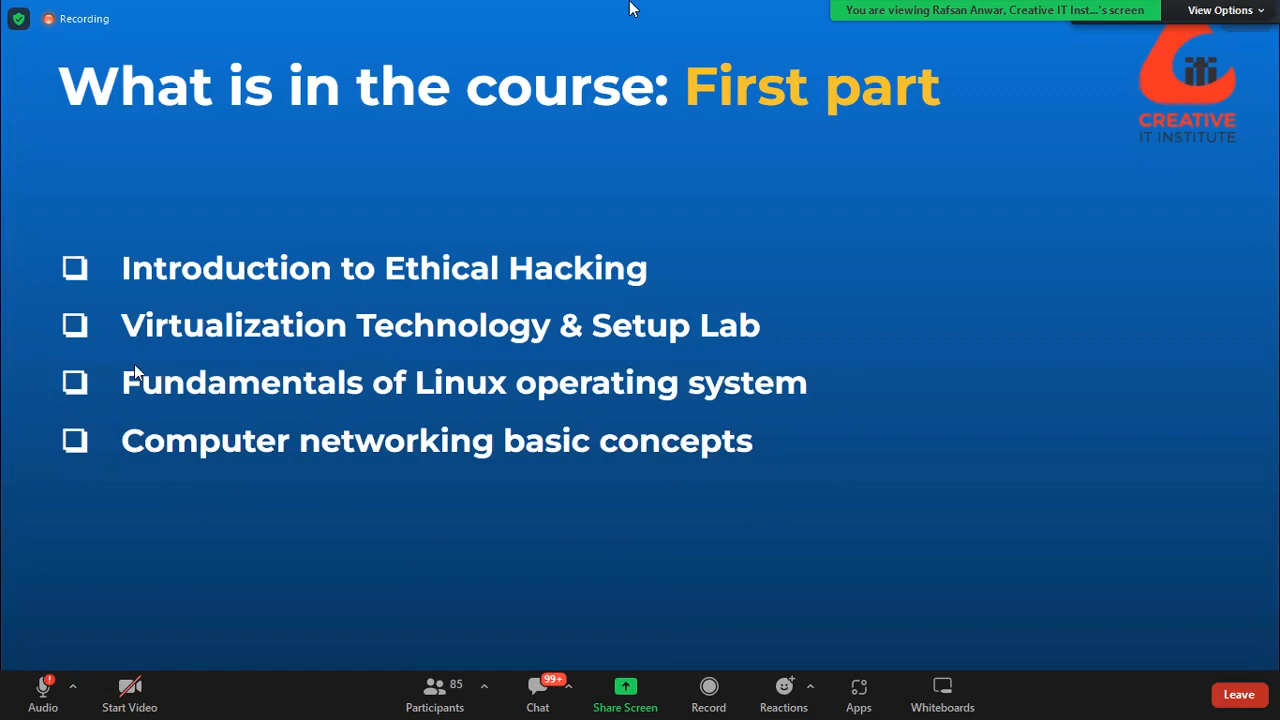 Recording
You are viewing Rafsan Anwar, Creative IT Inst...'s screen
View Options
What is in the course: First part
CREATIVE
IT INSTITUTE
Introduction to Ethical Hacking
Virtualization Technology & Setup Lab
Fundamentals of Linux operating system
Computer networking basic concepts
Audio
Start Video
85
Participants
99+
Chat
Share Screen
Record
Reactions
Apps
Whiteboards
Leave